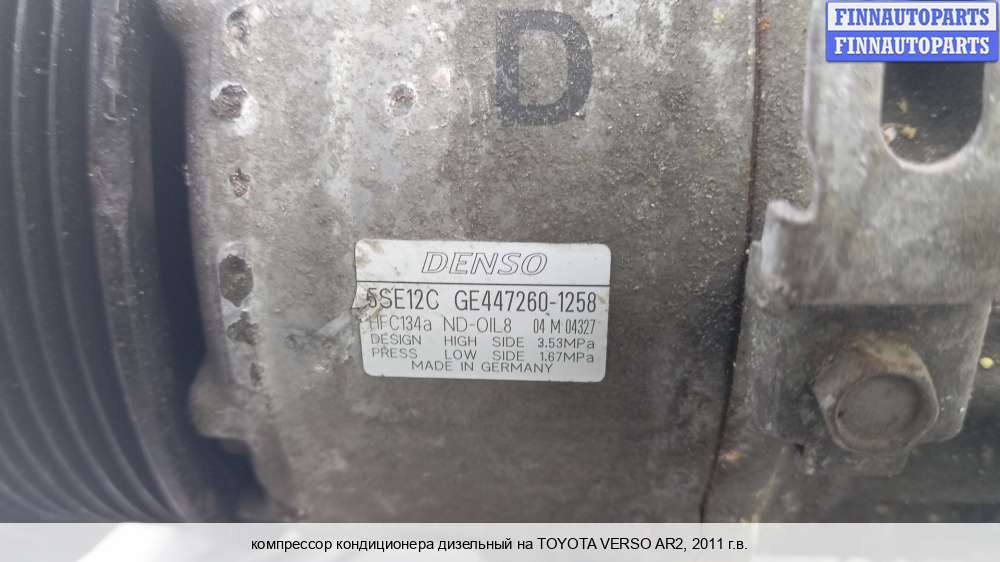 FINNAUTOPARTS
FINNAUTOPARTS
D
DENSO
5SE12C GE447260-1258
HFC134a ND-OIL8 04 M 04327
DESIGN HIGH SIDE 3.53MPa
PRESS LOW SIDE 1.67MPa
MADE IN GERMANY
компрессор кондиционера дизельный на TOYOTA VERSO AR2, 2011 г.в.